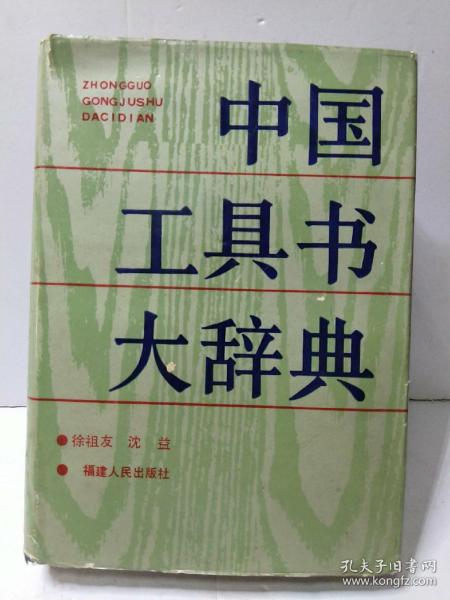 ZHONGGUO
GONGJUSHU
DACIDIAN
中国
工具书
大辞典
●徐祖友 沈益
● 福建人民出版社
孔夫子旧书网
www.kongfz.com